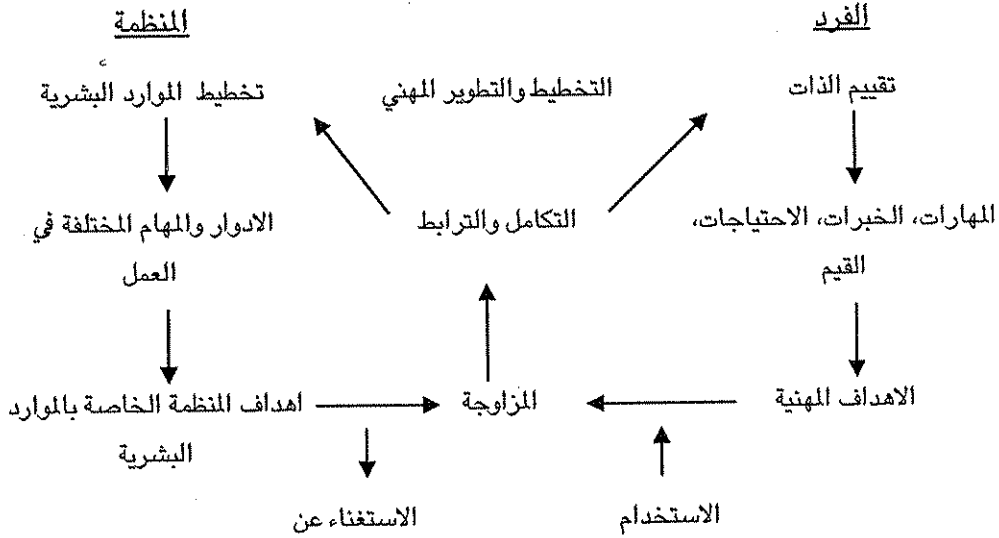 الفرد
المنظمة
تقييم الذات
التخطيط والتطوير المهني
تخطيط الموارد البشرية
المهارات، الخبرات، الاحتياجات،
القيم
التكامل والترابط
الادوار والمهام المختلفة في
العمل
الاهداف المهنية
المزاوجة
اهداف المنظمة الخاصة بالموارد
البشرية
الاستخدام
الاستغناء عن